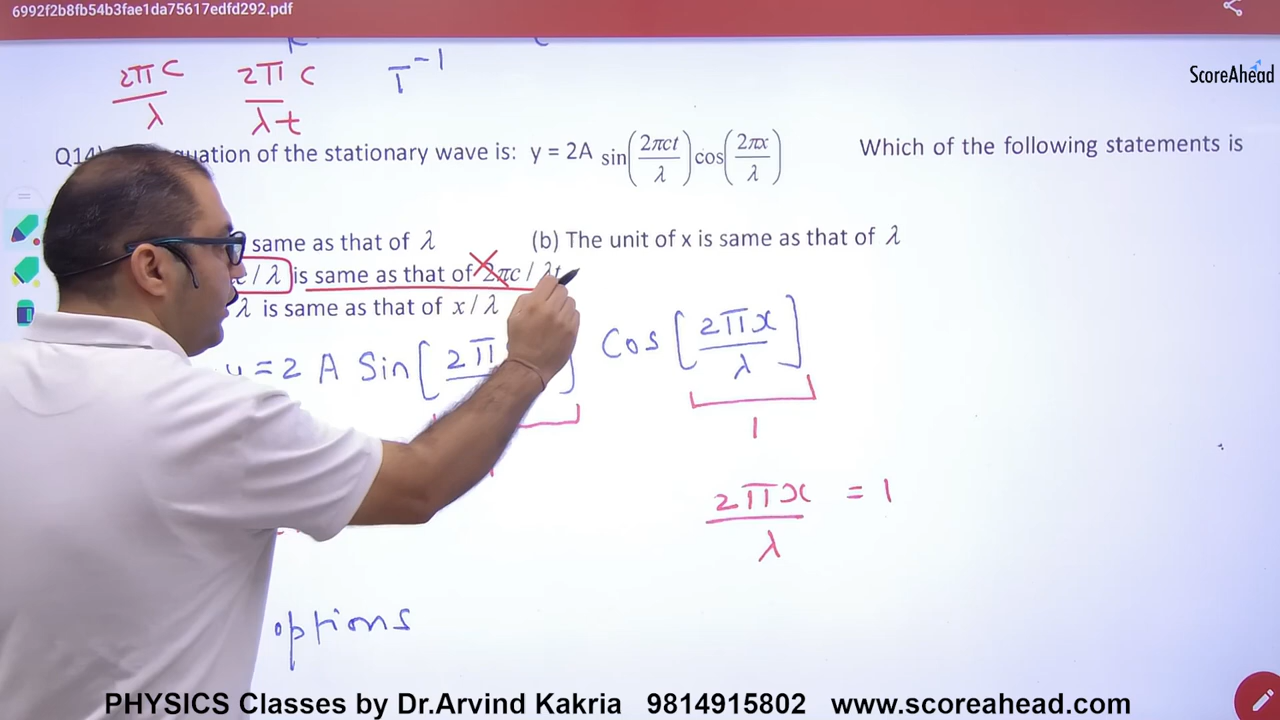 6992f2b8fb54b3fae1da75617edfd292.pdf
ScoreAhead
2πc/λ 2πc/λt T⁻¹
Q14) uation of the stationary wave is: y = 2A sin(2πct/λ) cos(2πx/λ) Which of the following statements is
same as that of λ (b) The unit of x is same as that of λ
/ λ is same as that of 2πc / λt
λ is same as that of x / λ
y = 2 A Sin [2π ] Cos [2πx/λ]
1
2πx/λ = 1
options
PHYSICS Classes by Dr.Arvind Kakria 9814915802 www.scoreahead.com